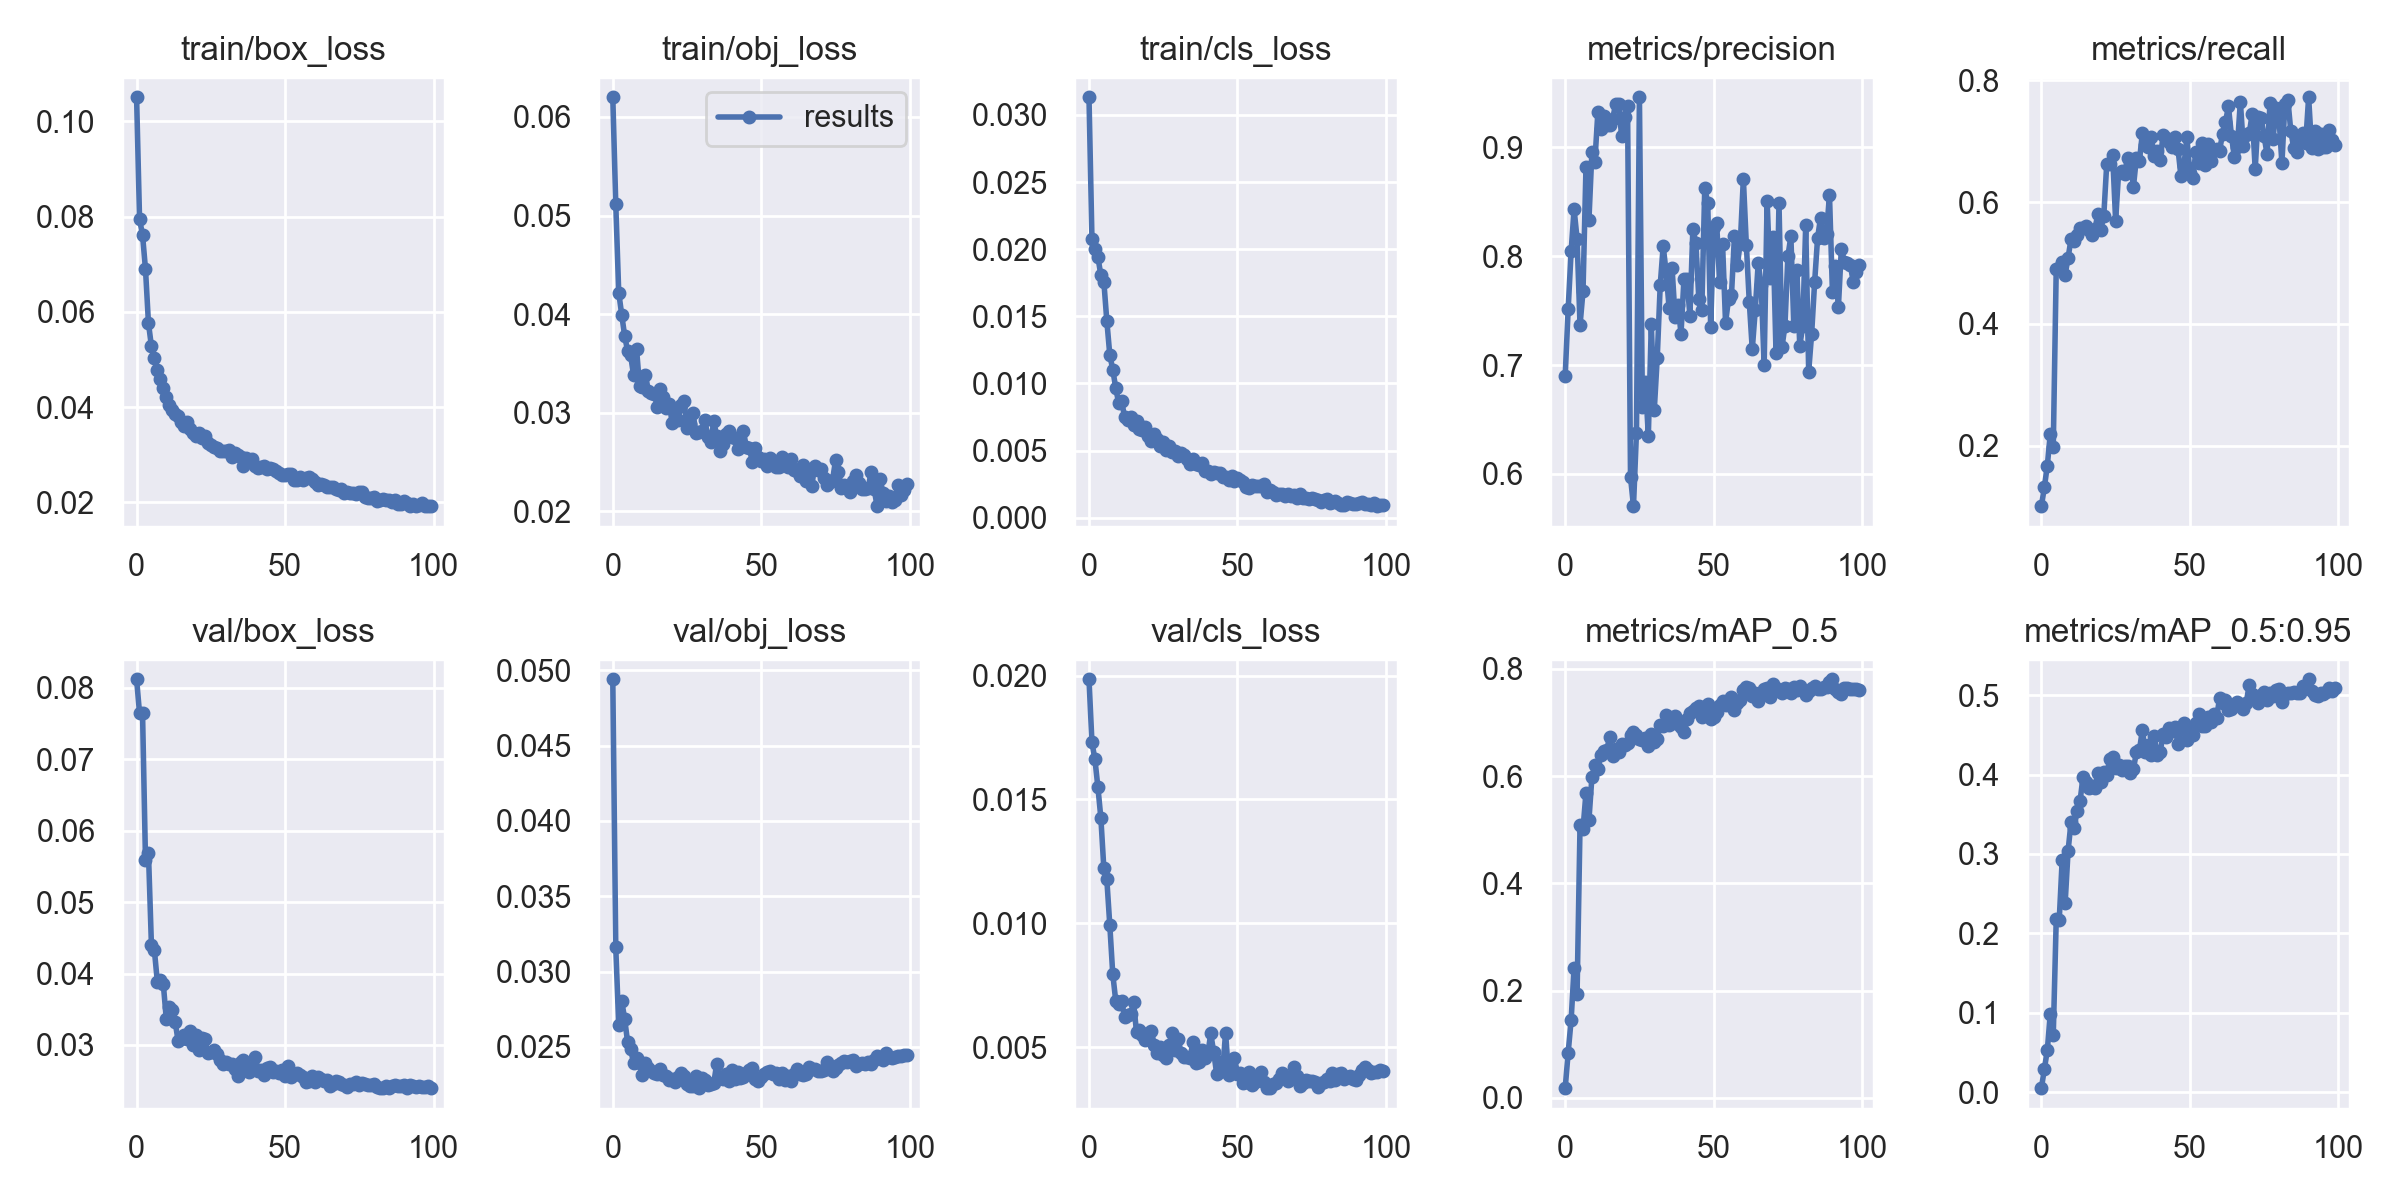 train/box_loss
0.10
0.08
0.06
0.04
0.02
0 50 100
train/obj_loss
results
0.06
0.05
0.04
0.03
0.02
0 50 100
train/cls_loss
0.030
0.025
0.020
0.015
0.010
0.005
0.000
0 50 100
metrics/precision
0.9
0.8
0.7
0.6
0 50 100
metrics/recall
0.8
0.6
0.4
0.2
0 50 100
val/box_loss
0.08
0.07
0.06
0.05
0.04
0.03
0 50 100
val/obj_loss
0.050
0.045
0.040
0.035
0.030
0.025
0 50 100
val/cls_loss
0.020
0.015
0.010
0.005
0 50 100
metrics/mAP_0.5
0.8
0.6
0.4
0.2
0.0
0 50 100
metrics/mAP_0.5:0.95
0.5
0.4
0.3
0.2
0.1
0.0
0 50 100